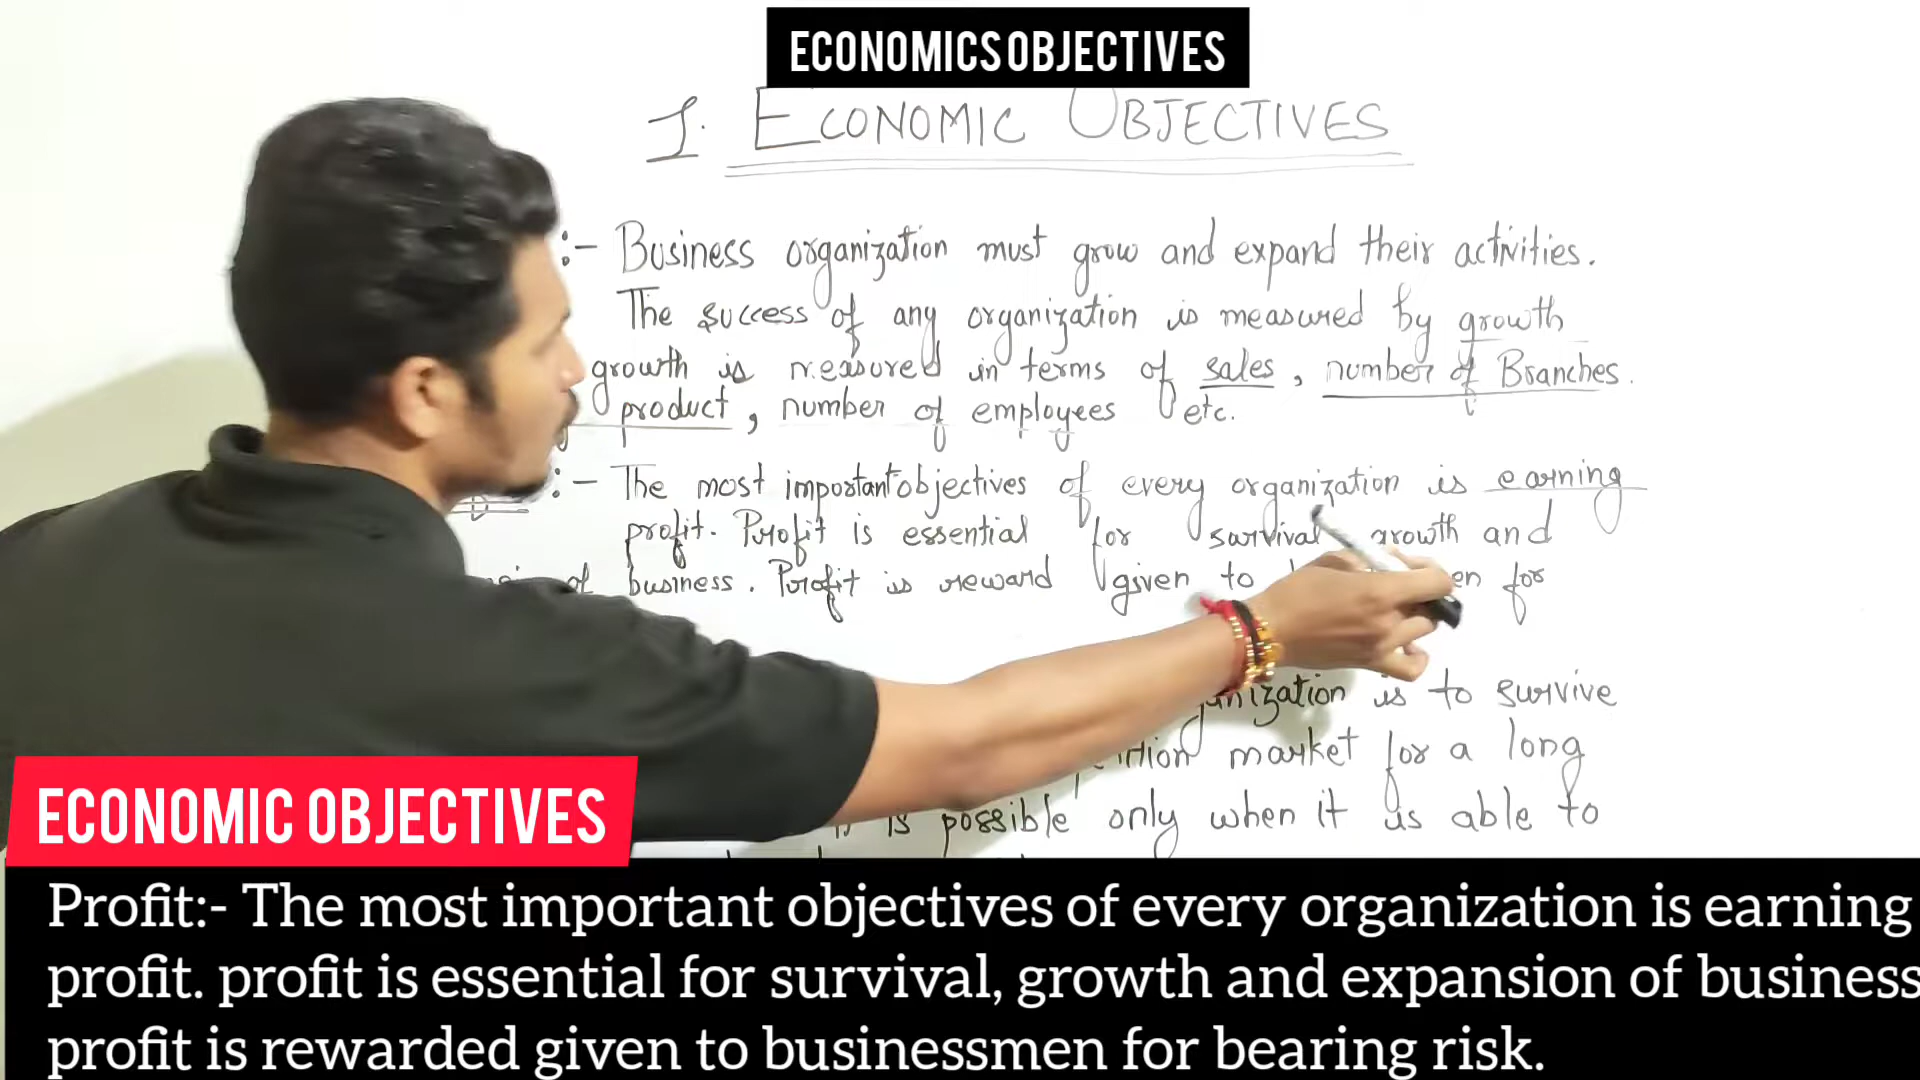 ECONOMICS OBJECTIVES
1. ECONOMIC OBJECTIVES
:- Business organization must grow and expand their activities.
The success of any organization is measured by growth
growth is measured in terms of sales, number of Branches.
product, number of employees etc.
:- The most important objectives of every organization is earning
profit. Profit is essential for survival growth and
of business. Profit is reward given to for
is to survive
market for a long
is possible only when it is able to
ECONOMIC OBJECTIVES
Profit:- The most important objectives of every organization is earning
profit. profit is essential for survival, growth and expansion of business
profit is rewarded given to businessmen for bearing risk.